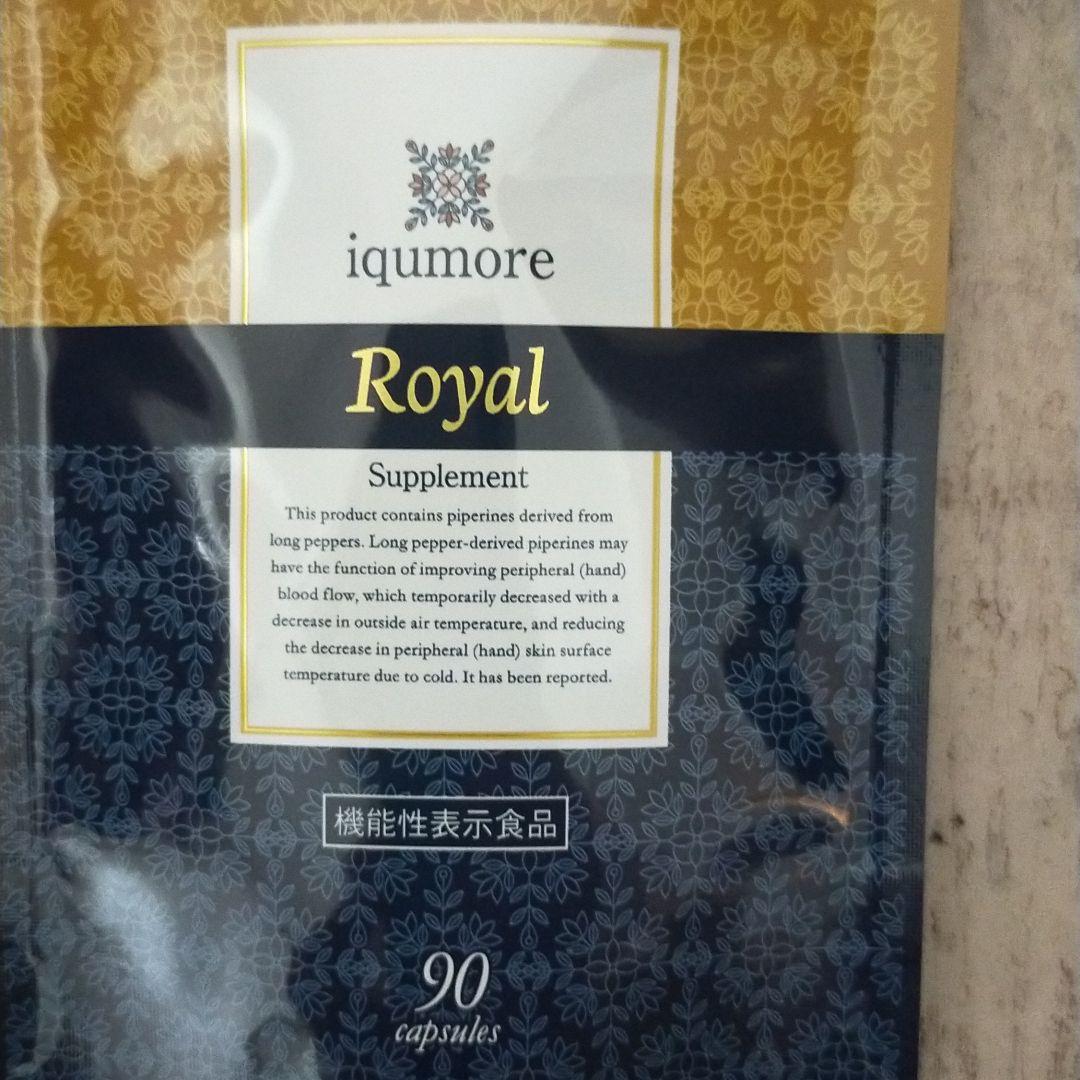 iqumore
Royal
Supplement
This product contains piperines derived from
long peppers. Long pepper-derived piperines may
have the function of improving peripheral (hand)
blood flow, which temporarily decreased with a
decrease in outside air temperature, and reducing
the decrease in peripheral (hand) skin surface
temperature due to cold. It has been reported.
機能性表示食品
90
capsules